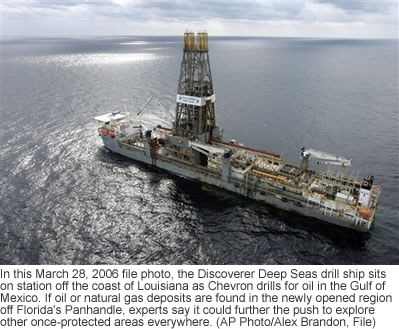 In this March 28, 2006 file photo, the Discoverer Deep Seas drill ship sits
on station off the coast of Louisiana as Chevron drills for oil in the Gulf of
Mexico. If oil or natural gas deposits are found in the newly opened region
off Florida's Panhandle, experts say it could further the push to explore
other once-protected areas everywhere. (AP Photo/Alex Brandon, File)